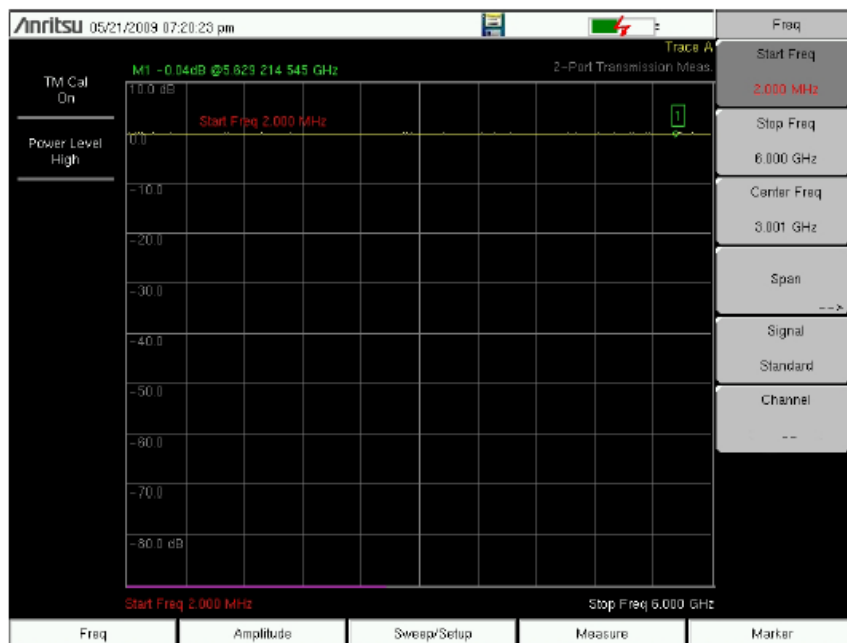 Anritsu 05/21/2009 07:20:23 pm
Freq
Trace A
M1 -0.04dB @5.629 214 545 GHz
2-Port Transmission Meas.
TM Cal
On
Power Level
High
10.0 dB
Start Freq 2.000 MHz
1
0.0
-10.0
-20.0
-30.0
-40.0
-50.0
-60.0
-70.0
-80.0 dB
Start Freq 2.000 MHz
Stop Freq 6.000 GHz
Start Freq
2.000 MHz
Stop Freq
6.000 GHz
Center Freq
3.001 GHz
Span
-->
Signal
Standard
Channel
--
Freq
Amplitude
Sweep/Setup
Measure
Marker